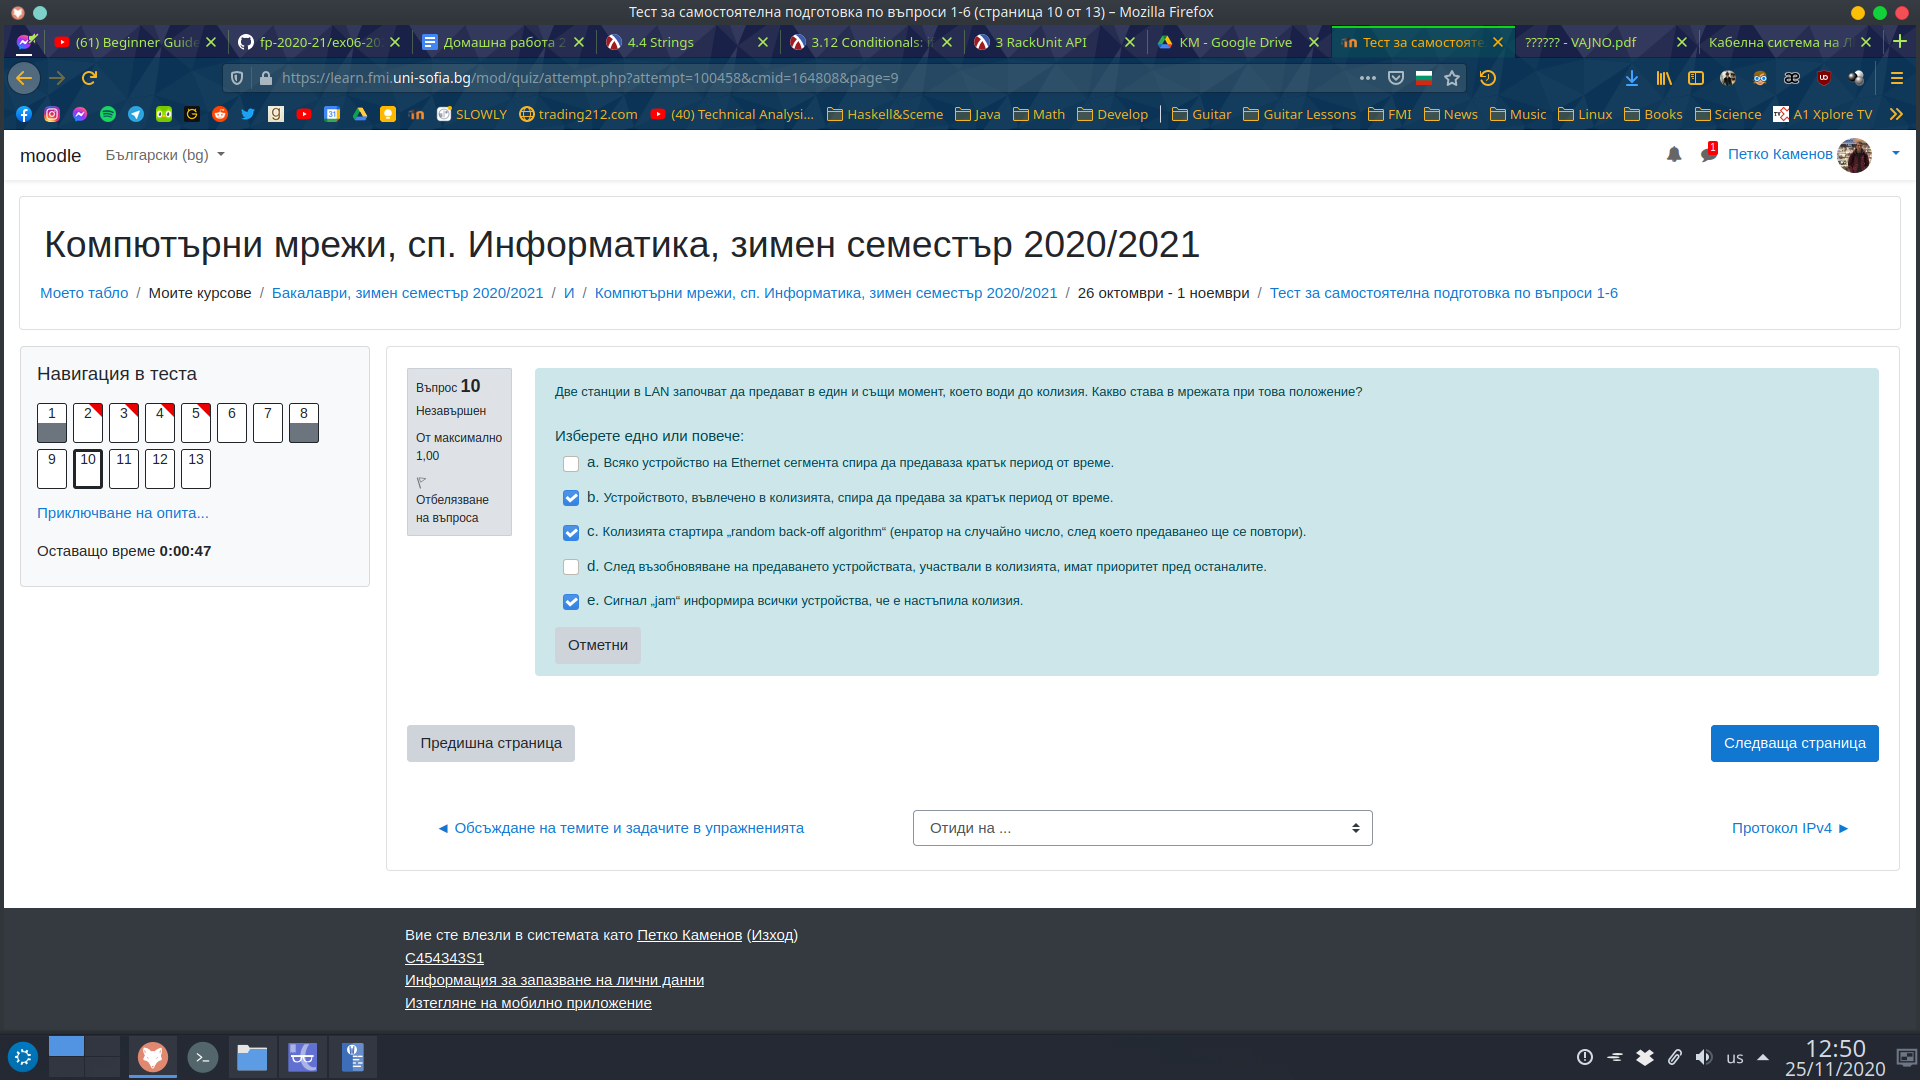 Тест за самостоятелна подготовка по въпроси 1-6 (страница 10 от 13) – Mozilla Firefox
(61) Beginner Guide
fp-2020-21/ex06-20
Домашна работа 2
4.4 Strings
3.12 Conditionals: i
3 RackUnit API
КМ - Google Drive
Тест за самостояте
?????? - VAJNO.pdf
Кабелна система на Л
https://learn.fmi.uni-sofia.bg/mod/quiz/attempt.php?attempt=100458&cmid=164808&page=9
SLOWLY
trading212.com
(40) Technical Analysi...
Haskell&Sceme
Java
Math
Develop
Guitar
Guitar Lessons
FMI
News
Music
Linux
Books
Science
A1 Xplore TV
moodle
Български (bg)
1
Петко Каменов
Компютърни мрежи, сп. Информатика, зимен семестър 2020/2021
Моето табло / Моите курсове / Бакалаври, зимен семестър 2020/2021 / И / Компютърни мрежи, сп. Информатика, зимен семестър 2020/2021 / 26 октомври - 1 ноември / Тест за самостоятелна подготовка по въпроси 1-6
Навигация в теста
1 2 3 4 5 6 7 8
9 10 11 12 13
Приключване на опита...
Оставащо време 0:00:47
Въпрос 10
Незавършен
От максимално
1,00
Отбелязване
на въпроса
Две станции в LAN започват да предават в един и същи момент, което води до колизия. Какво става в мрежата при това положение?
Изберете едно или повече:
a. Всяко устройство на Ethernet сегмента спира да предаваза кратък период от време.
b. Устройството, въвлечено в колизията, спира да предава за кратък период от време.
c. Колизията стартира „random back-off algorithm“ (енратор на случайно число, след което предаванео ще се повтори).
d. След възобновяване на предаването устройствата, участвали в колизията, имат приоритет пред останалите.
e. Сигнал „jam“ информира всички устройства, че е настъпила колизия.
Отметни
Предишна страница
Следваща страница
◄ Обсъждане на темите и задачите в упражненията
Отиди на ...
Протокол IPv4 ►
Вие сте влезли в системата като Петко Каменов (Изход)
C454343S1
Информация за запазване на лични данни
Изтегляне на мобилно приложение
us
12:50
25/11/2020